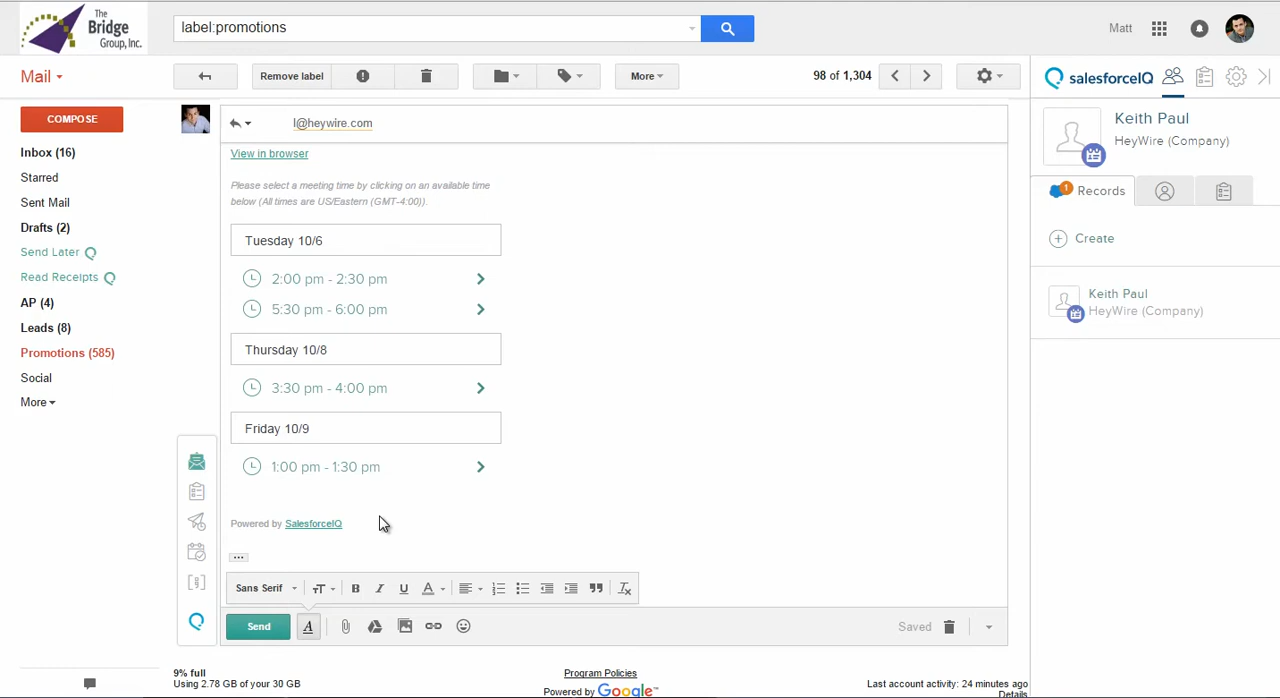 The
Bridge
Group, Inc.
label:promotions
Matt
Mail
Remove label
More
98 of 1,304
salesforceIQ
COMPOSE
Inbox (16)
Starred
Sent Mail
Drafts (2)
Send Later
Read Receipts
AP (4)
Leads (8)
Promotions (585)
Social
More
l@heywire.com
View in browser
Please select a meeting time by clicking on an available time
below (All times are US/Eastern (GMT-4:00)).
Tuesday 10/6
2:00 pm - 2:30 pm
5:30 pm - 6:00 pm
Thursday 10/8
3:30 pm - 4:00 pm
Friday 10/9
1:00 pm - 1:30 pm
Powered by SalesforceIQ
Sans Serif
Send
Saved
Keith Paul
HeyWire (Company)
1
Records
Create
Keith Paul
HeyWire (Company)
9% full
Using 2.78 GB of your 30 GB
Program Policies
Powered by Google
Last account activity: 24 minutes ago
Details